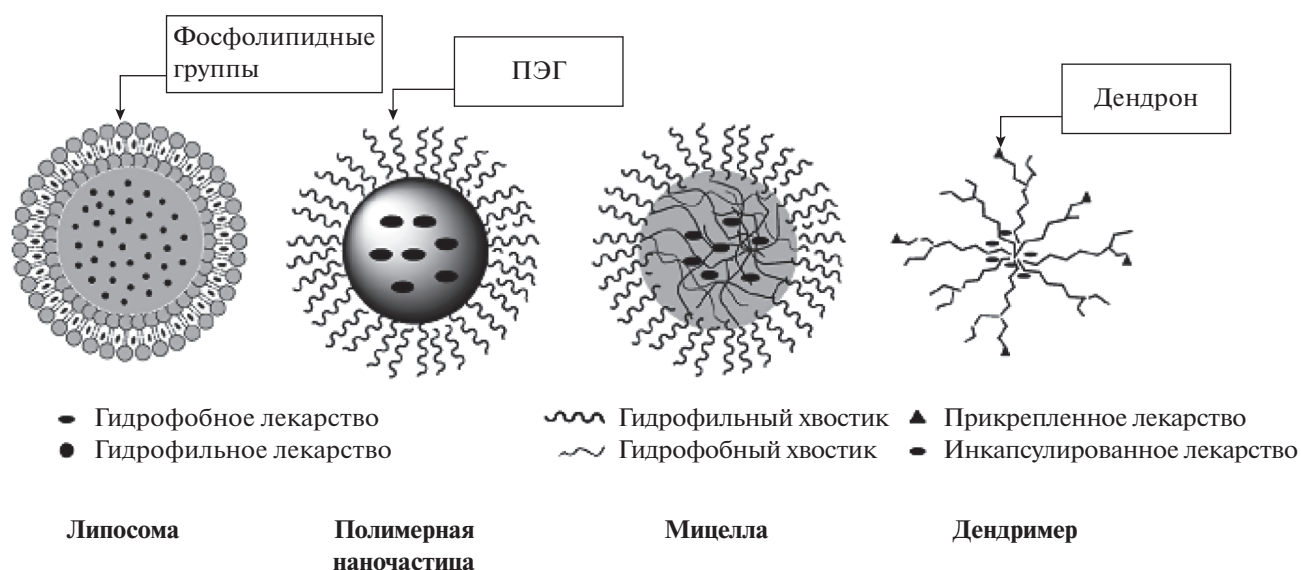 Фосфолипидные
группы
ПЭГ
Дендрон
Гидрофобное лекарство
Гидрофильное лекарство
Гидрофильный хвостик
Гидрофобный хвостик
Прикрепленное лекарство
Инкапсулированное лекарство
Липосома
Полимерная
наночастица
Мицелла
Дендример